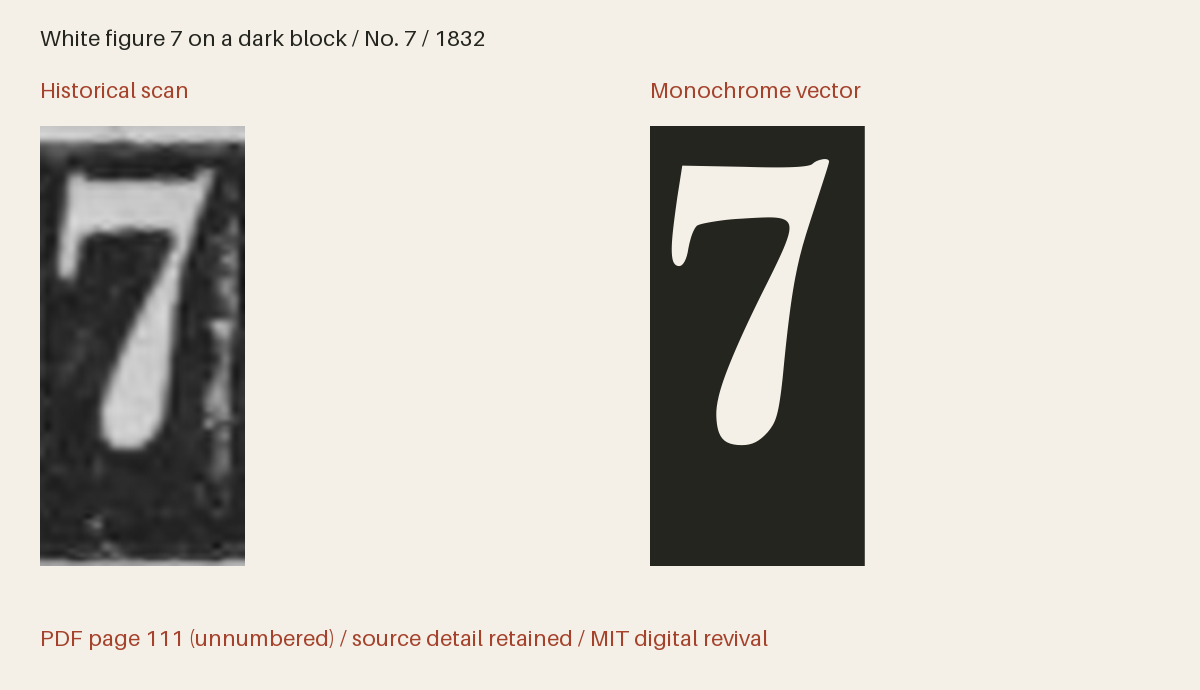 White figure 7 on a dark block / No. 7 / 1832
Historical scan
Monochrome vector
7
7
PDF page 111 (unnumbered) / source detail retained / MIT digital revival